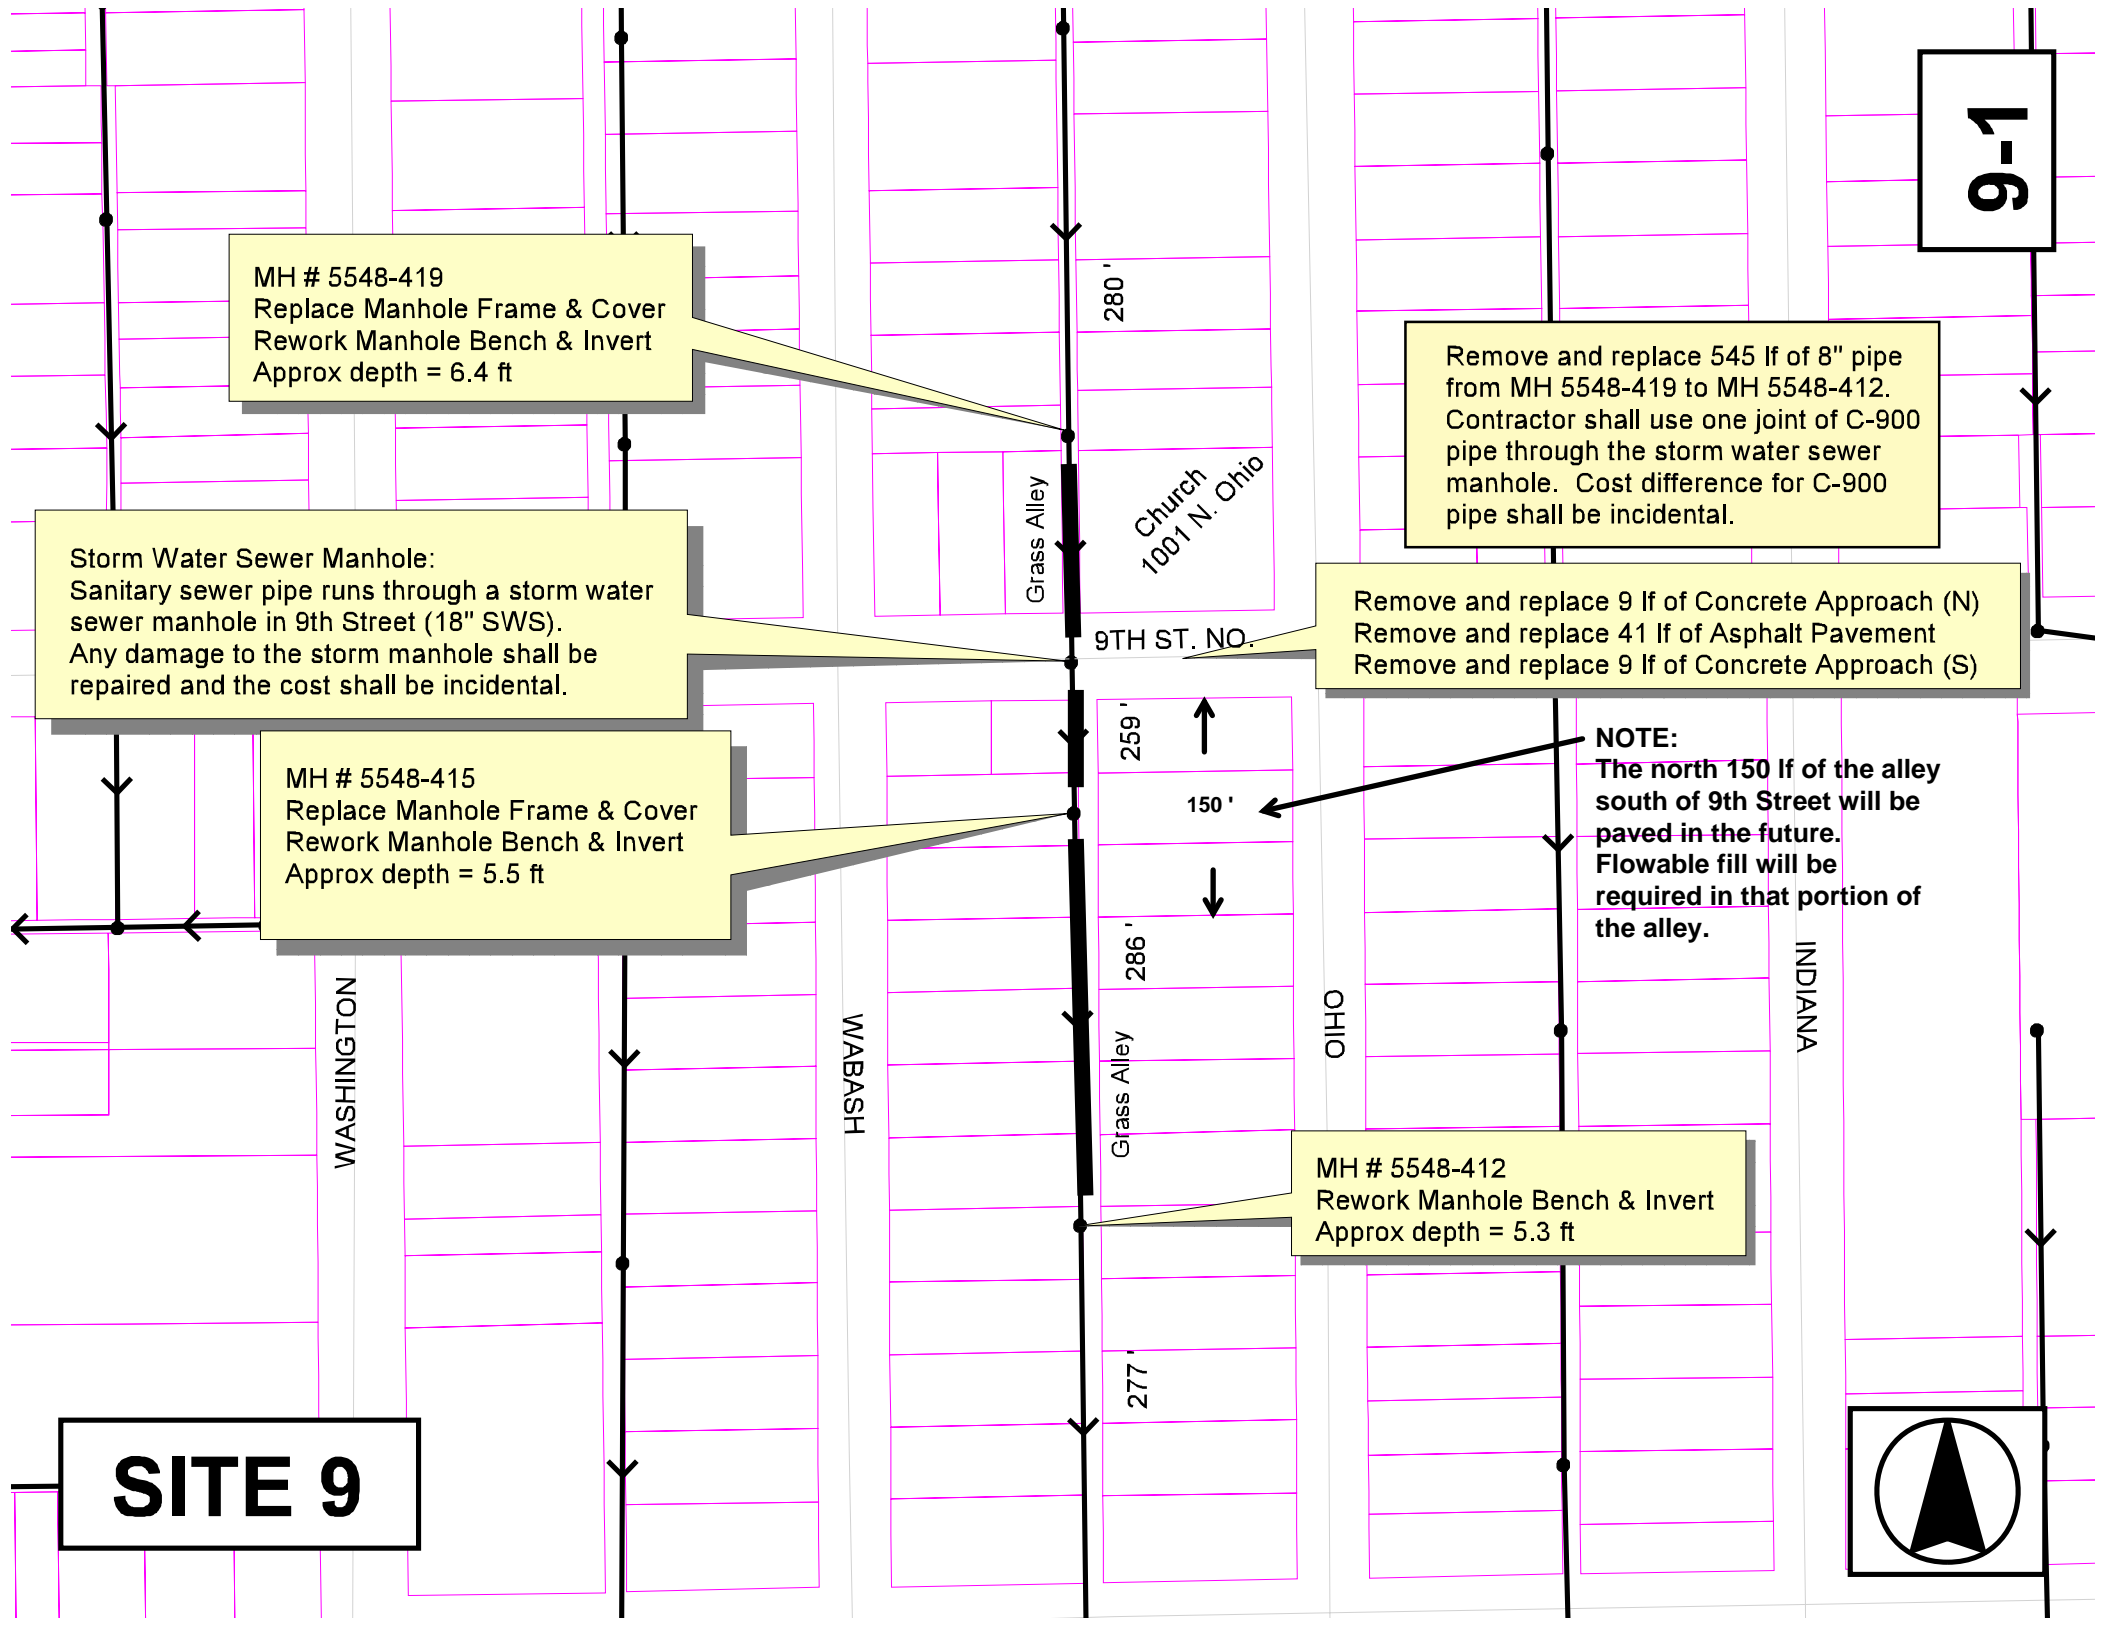 9-1
MH # 5548-419
Replace Manhole Frame & Cover
Rework Manhole Bench & Invert
Approx depth = 6.4 ft
280 '
Remove and replace 545 lf of 8" pipe
from MH 5548-419 to MH 5548-412.
Contractor shall use one joint of C-900
pipe through the storm water sewer
manhole.  Cost difference for C-900
pipe shall be incidental.
Grass Alley
Church
1001 N. Ohio
Storm Water Sewer Manhole:
Sanitary sewer pipe runs through a storm water
sewer manhole in 9th Street (18" SWS).
Any damage to the storm manhole shall be
repaired and the cost shall be incidental.
9TH ST. NO.
Remove and replace 9 lf of Concrete Approach (N)
Remove and replace 41 lf of Asphalt Pavement
Remove and replace 9 lf of Concrete Approach (S)
259 '
150 '
NOTE:
The north 150 lf of the alley
south of 9th Street will be
paved in the future.
Flowable fill will be
required in that portion of
the alley.
MH # 5548-415
Replace Manhole Frame & Cover
Rework Manhole Bench & Invert
Approx depth = 5.5 ft
286 '
WASHINGTON
WABASH
Grass Alley
OHIO
INDIANA
MH # 5548-412
Rework Manhole Bench & Invert
Approx depth = 5.3 ft
277 '
SITE 9